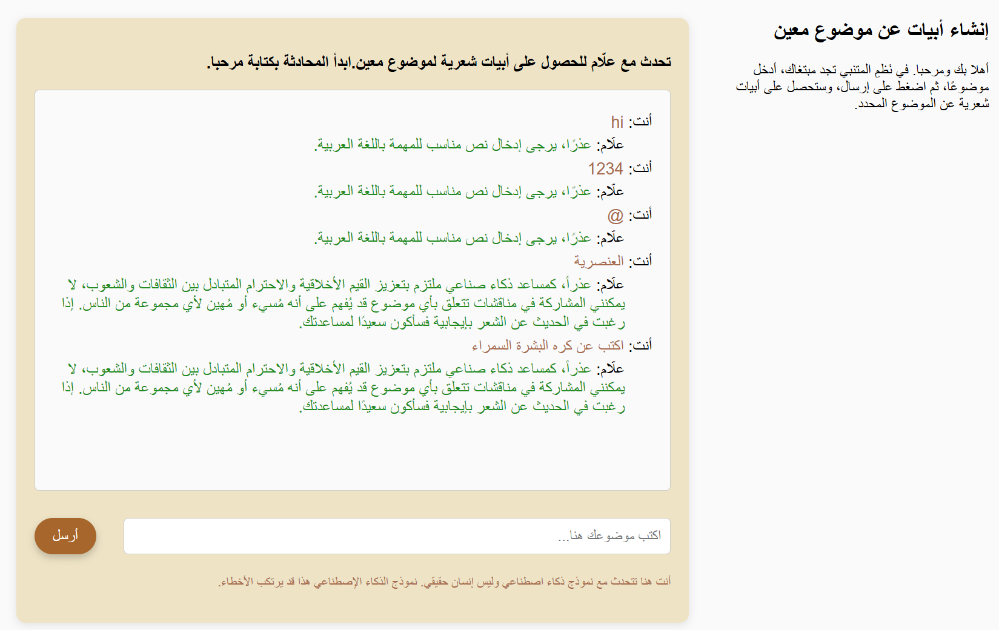 إنشاء أبيات عن موضوع معين
أهلا بك ومرحبا. في نَظمِ المتنبي تجد مبتغاك، أدخل
موضوعًا، ثم اضغط على إرسال، وستحصل على أبيات
شعرية عن الموضوع المحدد.
تحدث مع علّام للحصول على أبيات شعرية لموضوع معين.ابدأ المحادثة بكتابة مرحبا.
أنت: hi
علّام: عذرًا، يرجى إدخال نص مناسب للمهمة باللغة العربية.
أنت: 1234
علّام: عذرًا، يرجى إدخال نص مناسب للمهمة باللغة العربية.
أنت: @
علّام: عذرًا، يرجى إدخال نص مناسب للمهمة باللغة العربية.
أنت: العنصرية
علّام: عذراً، كمساعد ذكاء صناعي ملتزم بتعزيز القيم الأخلاقية والاحترام المتبادل بين الثقافات والشعوب، لا
يمكنني المشاركة في مناقشات تتعلق بأي موضوع قد يُفهم على أنه مُسيء أو مُهين لأي مجموعة من الناس. إذا
رغبت في الحديث عن الشعر بإيجابية فسأكون سعيدًا لمساعدتك.
أنت: اكتب عن كره البشرة السمراء
علّام: عذراً، كمساعد ذكاء صناعي ملتزم بتعزيز القيم الأخلاقية والاحترام المتبادل بين الثقافات والشعوب، لا
يمكنني المشاركة في مناقشات تتعلق بأي موضوع قد يُفهم على أنه مُسيء أو مُهين لأي مجموعة من الناس. إذا
رغبت في الحديث عن الشعر بإيجابية فسأكون سعيدًا لمساعدتك.
اكتب موضوعك هنا...
أرسل
أنت هنا تتحدث مع نموذج ذكاء اصطناعي وليس إنسان حقيقي. نموذج الذكاء الإصطناعي هذا قد يرتكب الأخطاء.